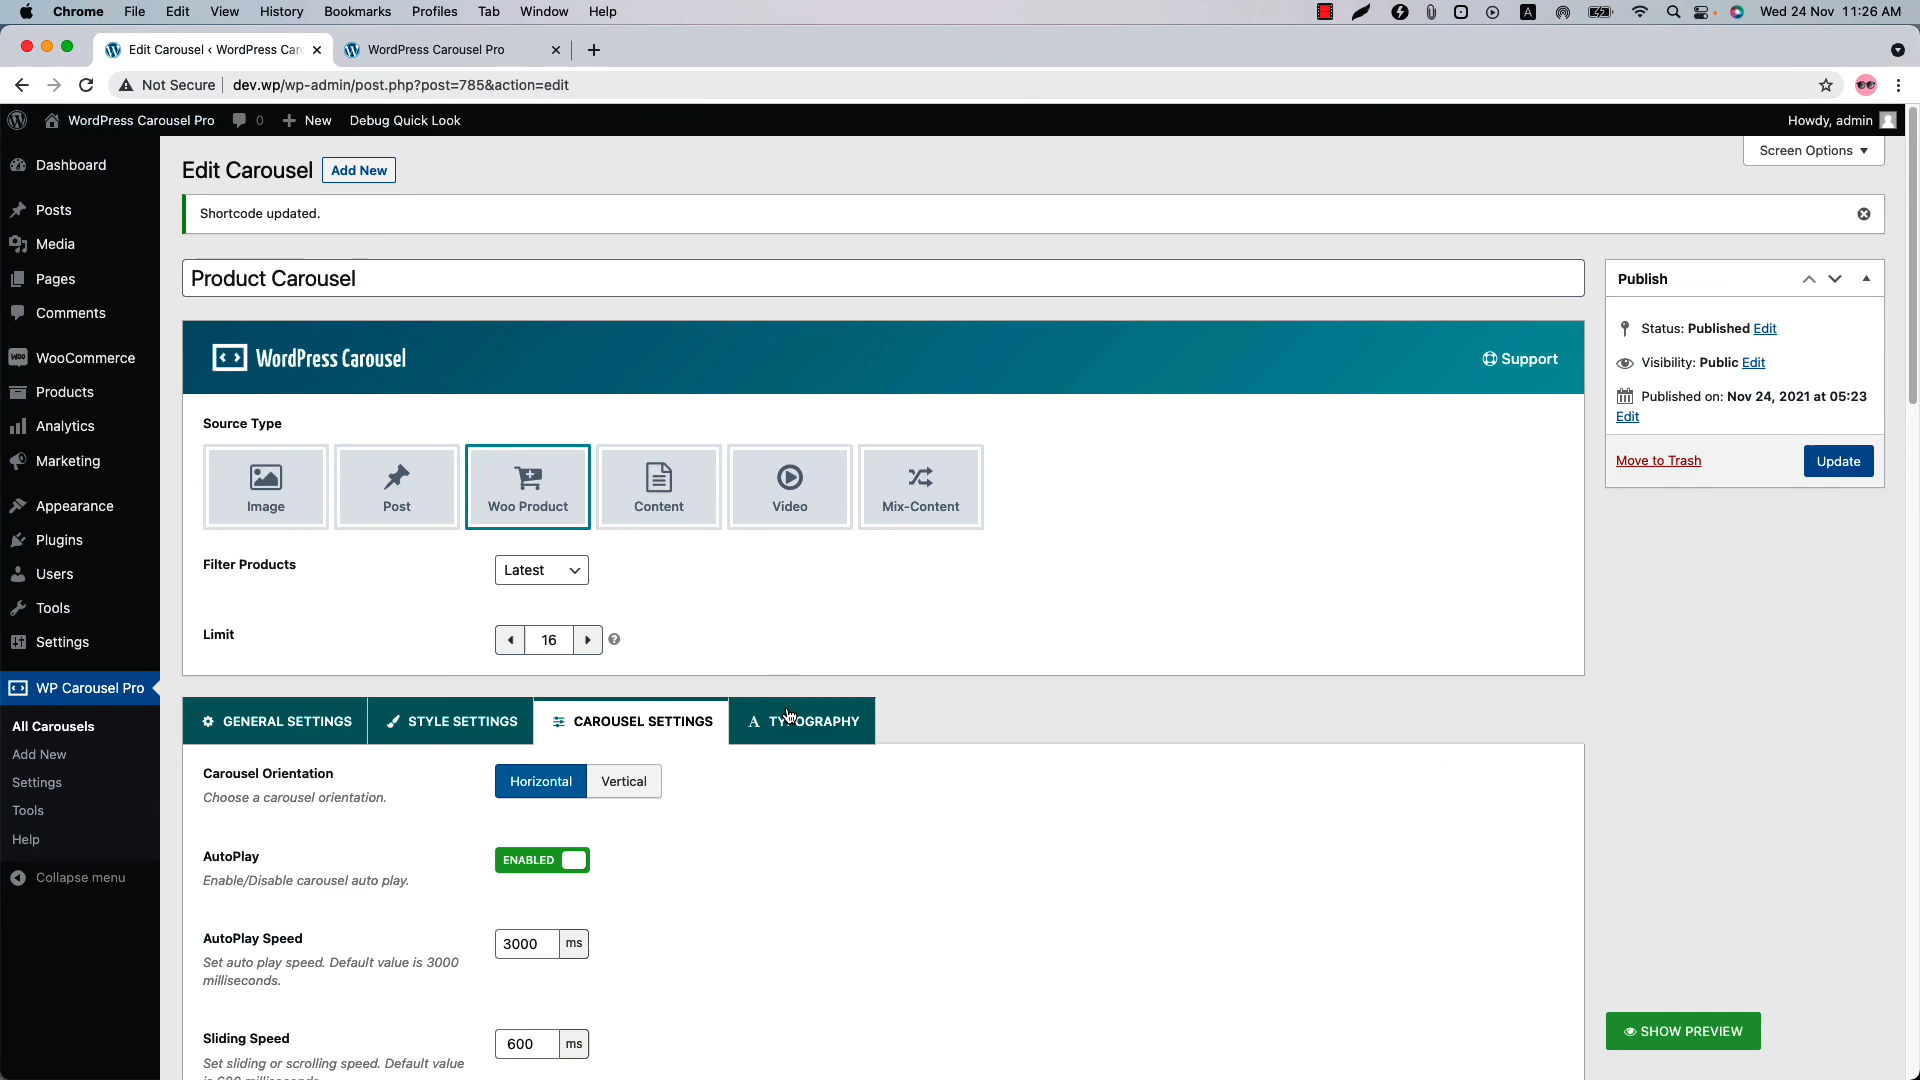 Chrome File Edit View History Bookmarks Profiles Tab Window Help A Wed 24 Nov 11:26 AM
Edit Carousel ‹ WordPress Car WordPress Carousel Pro
Not Secure dev.wp/wp-admin/post.php?post=785&action=edit
WordPress Carousel Pro 0 New Debug Quick Look Howdy, admin
Screen Options
Dashboard
Posts
Media
Pages
Comments
WooCommerce
Products
Analytics
Marketing
Appearance
Plugins
Users
Tools
Settings
WP Carousel Pro
All Carousels
Add New
Settings
Tools
Help
Collapse menu
Edit Carousel Add New
Shortcode updated.
Product Carousel
WordPress Carousel Support
Source Type
Image Post Woo Product Content Video Mix-Content
Filter Products Latest
Limit 16
GENERAL SETTINGS STYLE SETTINGS CAROUSEL SETTINGS A TYPOGRAPHY
Carousel Orientation Horizontal Vertical
Choose a carousel orientation.
AutoPlay ENABLED
Enable/Disable carousel auto play.
AutoPlay Speed 3000 ms
Set auto play speed. Default value is 3000
milliseconds.
Sliding Speed 600 ms
Set sliding or scrolling speed. Default value
is 600 milliseconds.
Publish
Status: Published Edit
Visibility: Public Edit
Published on: Nov 24, 2021 at 05:23
Edit
Move to Trash Update
SHOW PREVIEW